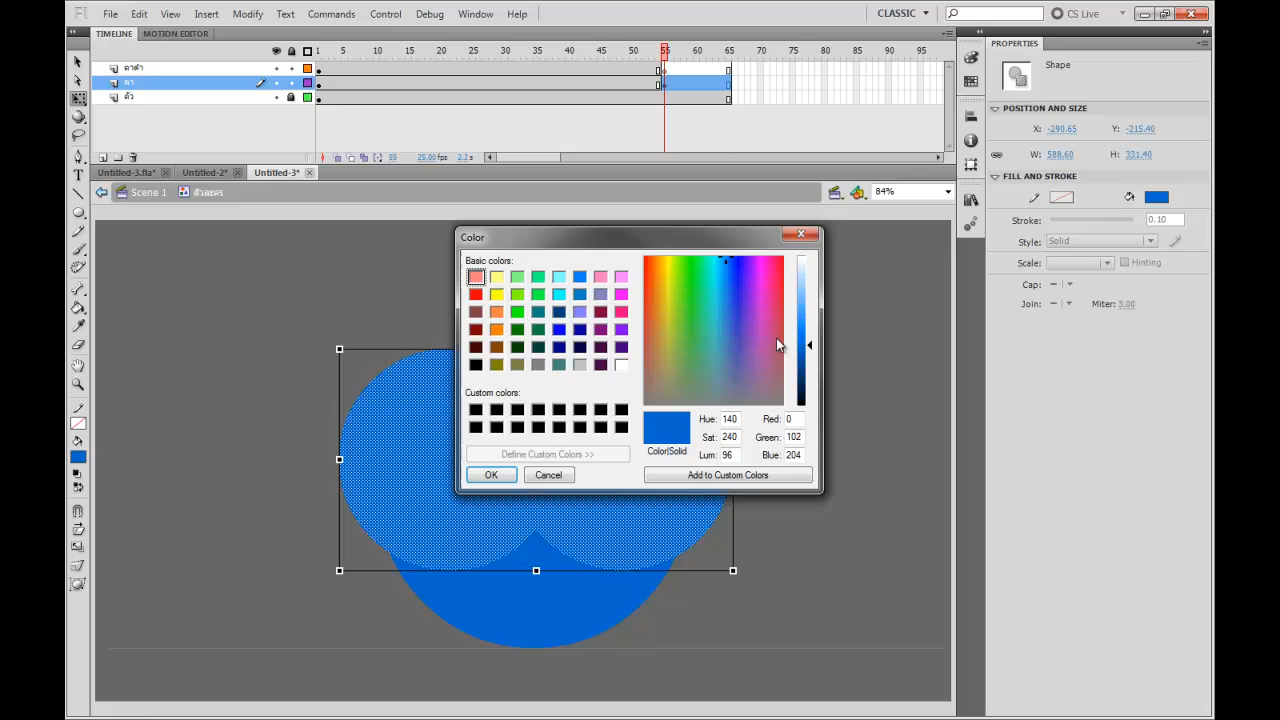 Fl File Edit View Insert Modify Text Commands Control Debug Window Help CLASSIC CS Live
TIMELINE MOTION EDITOR
1 5 10 15 20 25 30 35 40 45 50 55 60 65 70 75 80 85 90 95
ตาดำ
ตา
ตัว
55 25.00 fps 2.2 s
Untitled-3.fla* Untitled-2* Untitled-3*
Scene 1 ตัวละคร 84%
PROPERTIES
Shape
POSITION AND SIZE
X: -290.65 Y: -215.40
W: 588.60 H: 331.40
FILL AND STROKE
Stroke: 0.10
Style: Solid
Scale: Hinting
Cap:
Join: Miter: 3.00
Color
Basic colors:
Custom colors:
Define Custom Colors >>
OK Cancel
Hue: 140 Red: 0
Sat: 240 Green: 102
Color|Solid Lum: 96 Blue: 204
Add to Custom Colors